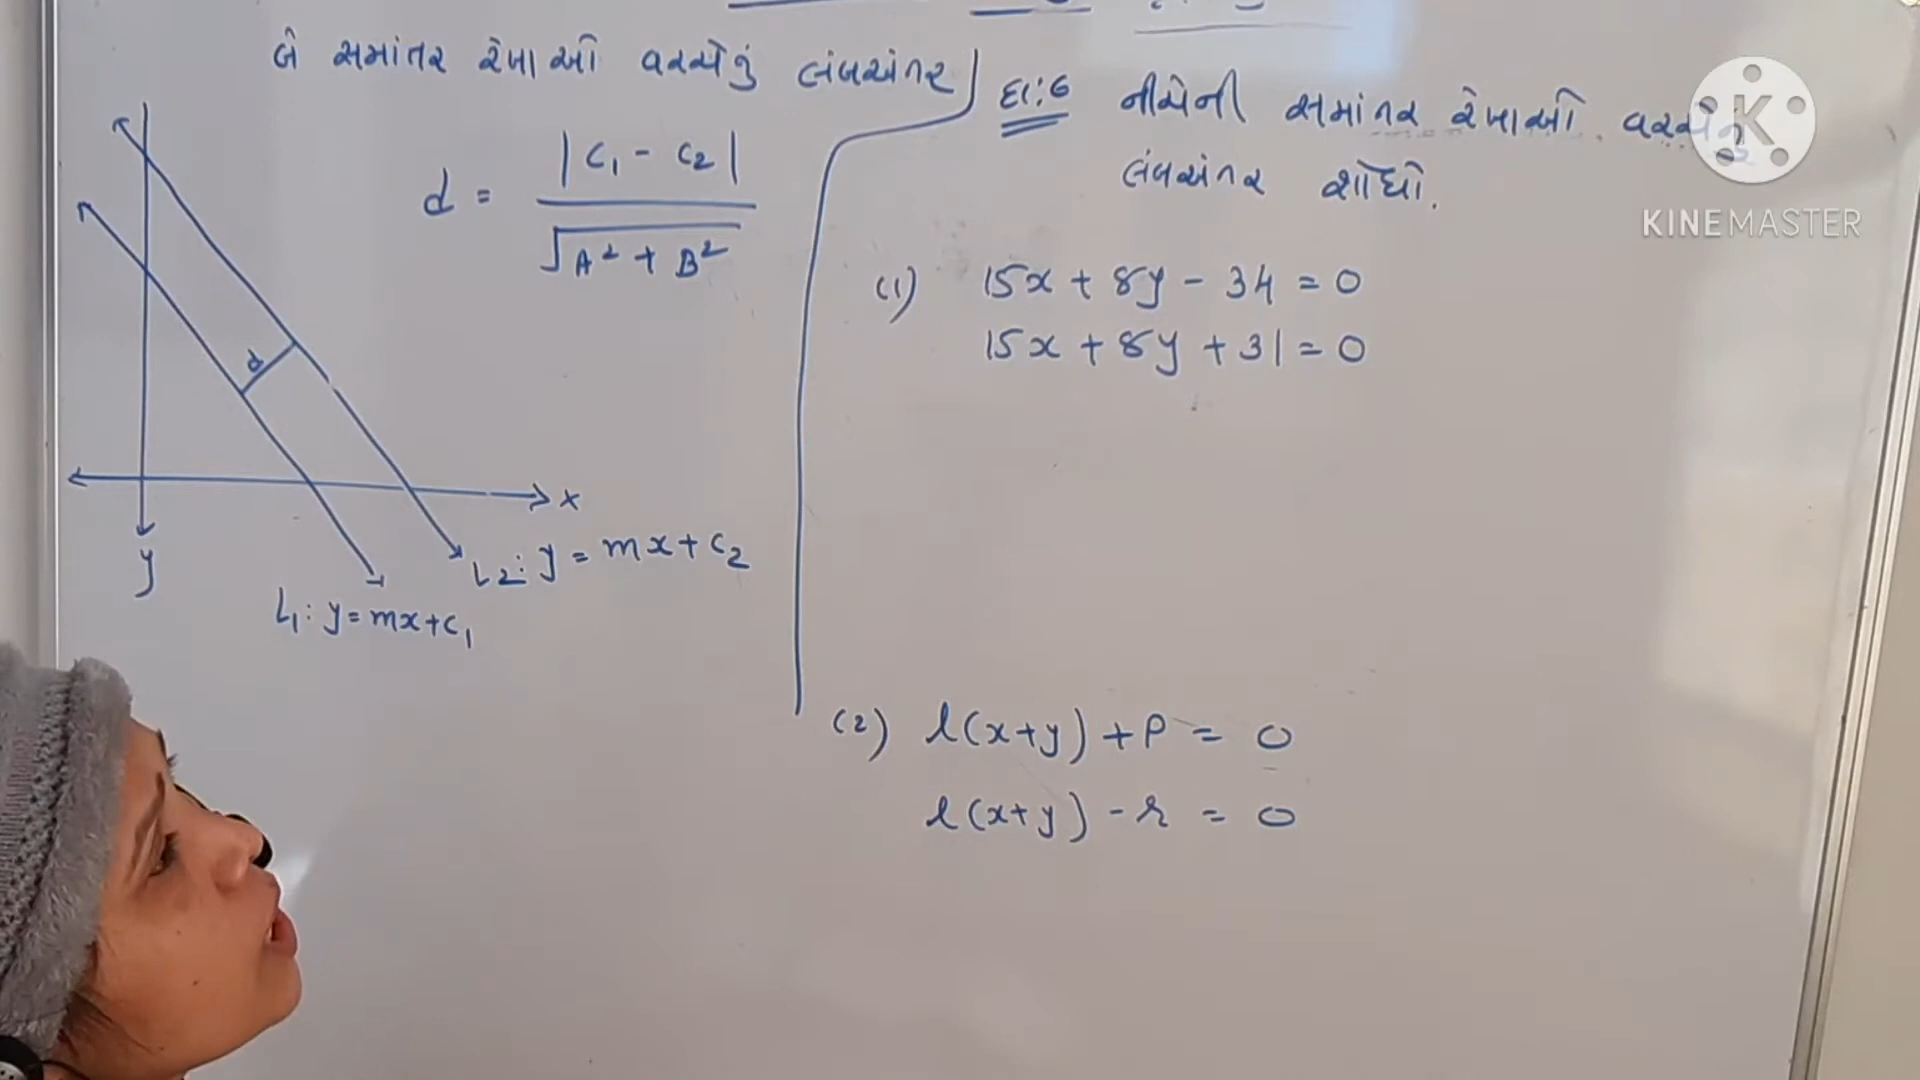 બે સમાંતર રેખાઓ વચ્ચેનું લંબઅંતર
d = |C₁ - C₂| / √A² + B²
d
x
y
L₂: y = mx + C₂
L₁: y = mx + C₁
દા:6 નીચેની સમાંતર રેખાઓ વચ્ચેનું
લંબઅંતર શોધો.
(1) 15x + 8y - 34 = 0
15x + 8y + 31 = 0
(2) l(x+y) + p = 0
l(x+y) - r = 0
K
KINEMASTER